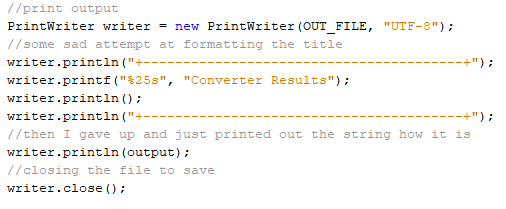 //print output
PrintWriter writer = new PrintWriter(OUT_FILE, "UTF-8");
//some sad attempt at formatting the title
writer.println("+----------------------------------------+");
writer.printf("%25s", "Converter Results");
writer.println();
writer.println("+----------------------------------------+");
//then I gave up and just printed out the string how it is
writer.println(output);
//closing the file to save
writer.close();